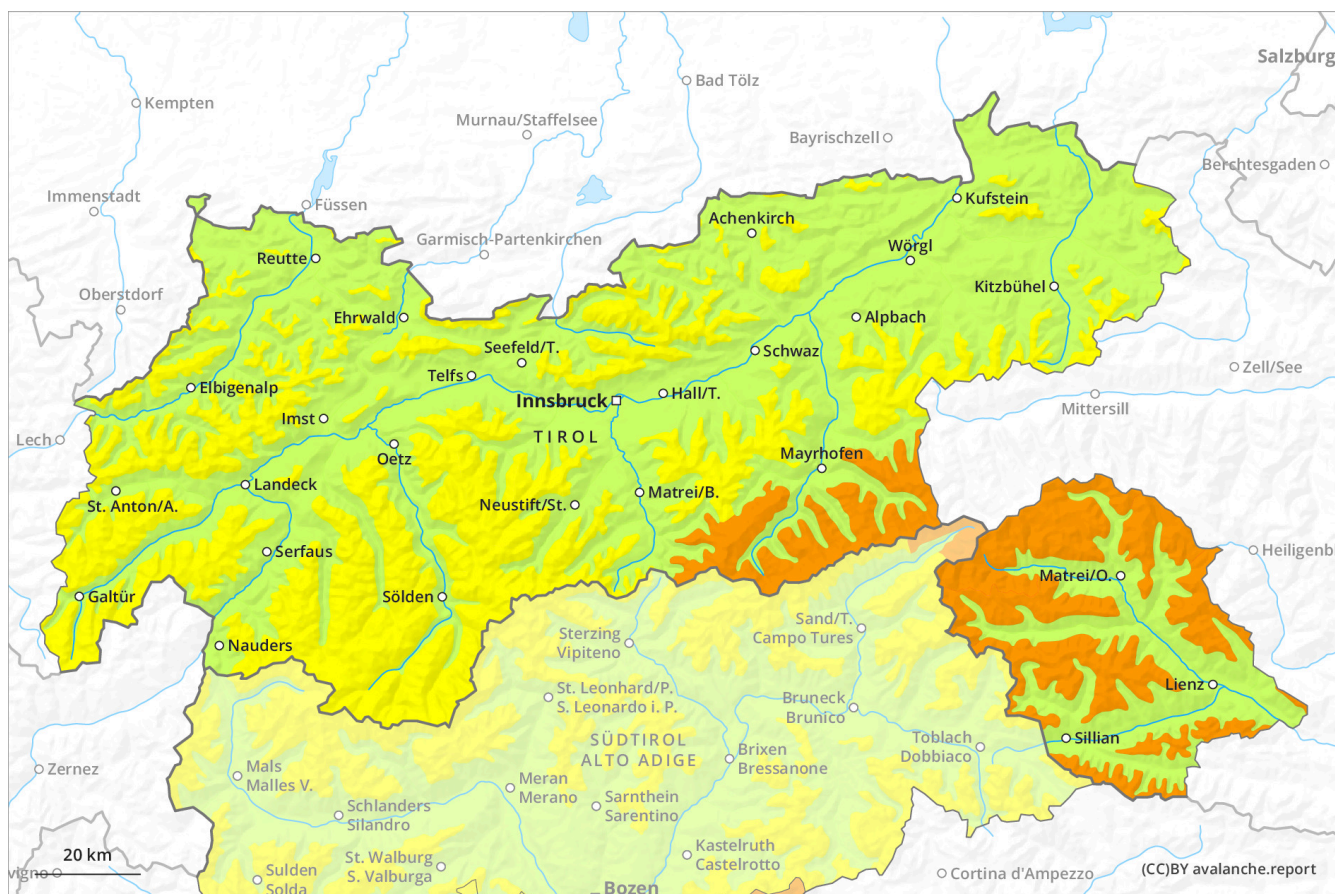 Salzburg
Bad Tölz
Kempten
Murnau/Staffelsee
Bayrischzell
Berchtesgaden
Immenstadt
Füssen
Kufstein
Achenkirch
Garmisch-Partenkirchen
Wörgl
Reutte
Kitzbühel
Oberstdorf
Ehrwald
Alpbach
Seefeld/T.
Schwaz
Zell/See
Telfs
Elbigenalp
Hall/T.
Innsbruck
Mittersill
Imst
TIROL
Lech
Mayrhofen
Oetz
Landeck
Matrei/B.
St. Anton/A.
Neustift/St.
Serfaus
Heiligenb
Matrei/O.
Galtür
Sölden
Sand/T.
Campo Tures
Sterzing
Vipiteno
Nauders
Lienz
St. Leonhard/P.
S. Leonardo i. P.
Bruneck
Brunico
SÜDTIROL
ALTO ADIGE
Toblach
Dobbiaco
Sillian
Brixen
Bressanone
Zernez
Mals
Malles V.
Meran
Merano
Schlanders
Silandro
Sarnthein
Sarentino
20 km
St. Walburg
S. Valburga
Kastelruth
Castelrotto
vigno
Sulden
Solda
Cortina d'Ampezzo
(CC)BY avalanche.report
Bozen